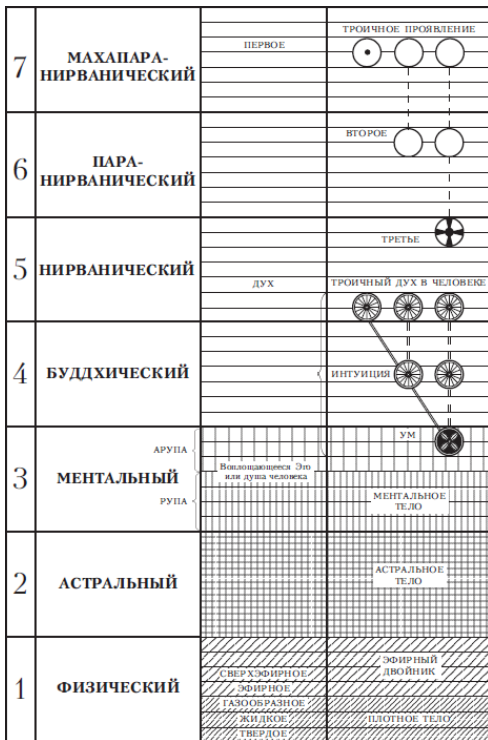 ТРОИЧНОЕ ПРОЯВЛЕНИЕ
ПЕРВОЕ
7
МАХАПАРА-
НИРВАНИЧЕСКИЙ
ВТОРОЕ
6
ПАРА-
НИРВАНИЧЕСКИЙ
ТРЕТЬЕ
5
НИРВАНИЧЕСКИЙ
ДУХ
ТРОИЧНЫЙ ДУХ В ЧЕЛОВЕКЕ
4
БУДДХИЧЕСКИЙ
ИНТУИЦИЯ
УМ
АРУПА
3
МЕНТАЛЬНЫЙ
РУПА
Воплощающееся Эго
или душа человека
МЕНТАЛЬНОЕ
ТЕЛО
2
АСТРАЛЬНЫЙ
АСТРАЛЬНОЕ
ТЕЛО
1
ФИЗИЧЕСКИЙ
ЭФИРНЫЙ
ДВОЙНИК
СВЕРХЭФИРНОЕ
ЭФИРНОЕ
ГАЗООБРАЗНОЕ
ЖИДКОЕ
ТВЕРДОЕ
ПЛОТНОЕ ТЕЛО